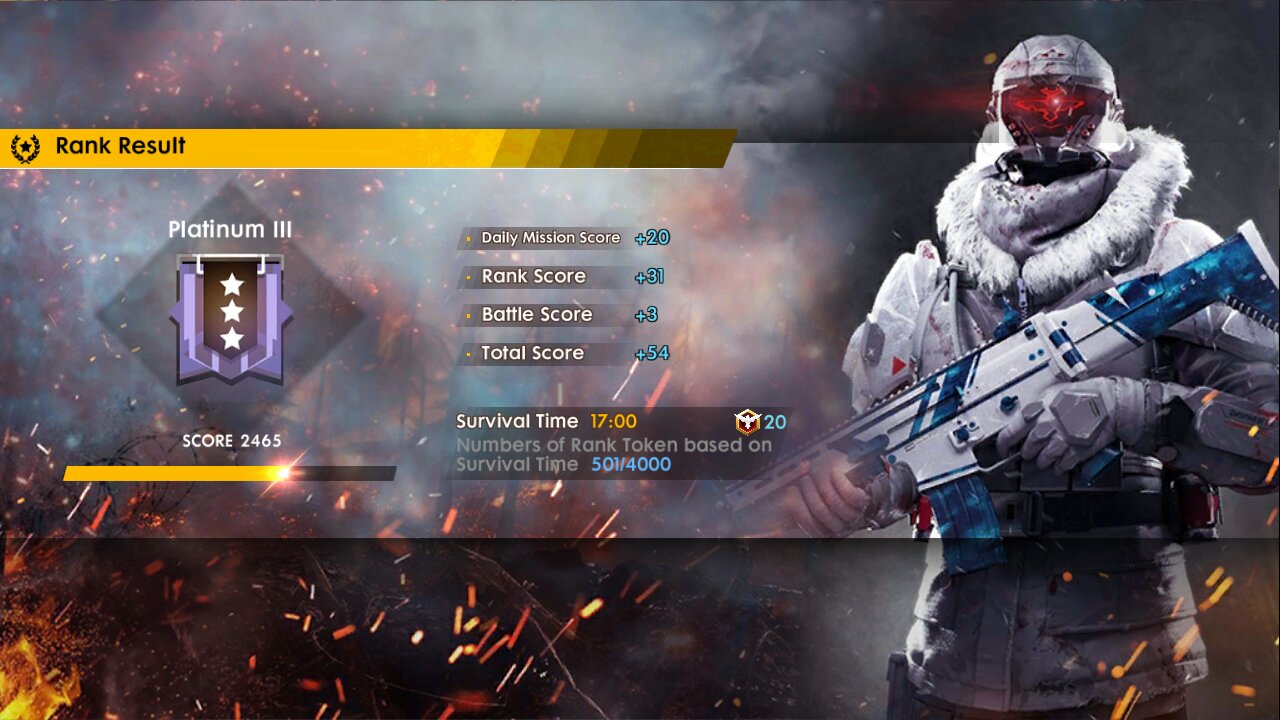 Rank Result
Platinum III
SCORE 2465
Daily Mission Score +20
Rank Score +31
Battle Score +3
Total Score +54
Survival Time 17:00 20
Numbers of Rank Token based on
Survival Time 501/4000